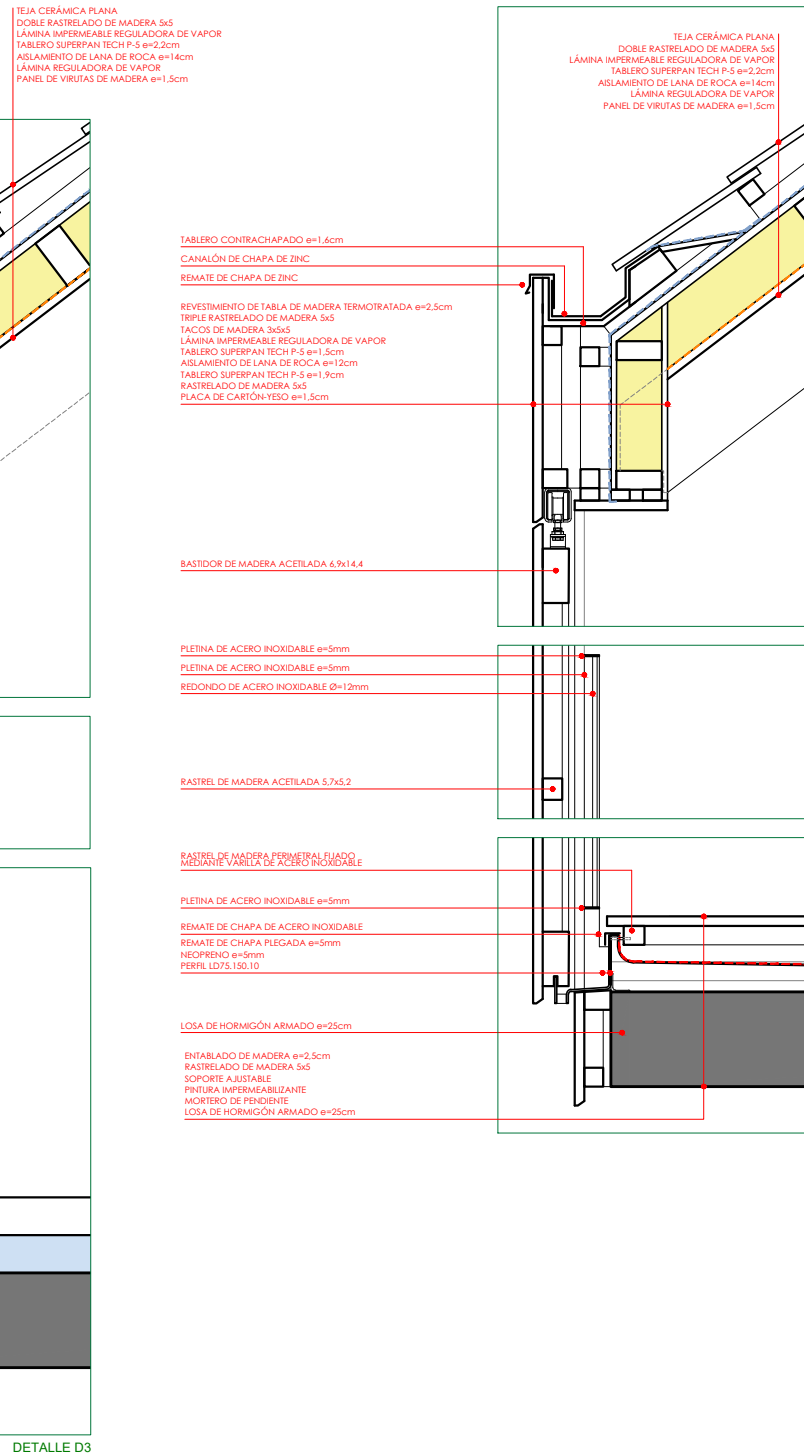 TEJA CERÁMICA PLANA
DOBLE RASTRELADO DE MADERA 5x5
LÁMINA IMPERMEABLE REGULADORA DE VAPOR
TABLERO SUPERPAN TECH P-5 e=2,2cm
AISLAMIENTO DE LANA DE ROCA e=14cm
LÁMINA REGULADORA DE VAPOR
PANEL DE VIRUTAS DE MADERA e=1,5cm
TEJA CERÁMICA PLANA
DOBLE RASTRELADO DE MADERA 5x5
LÁMINA IMPERMEABLE REGULADORA DE VAPOR
TABLERO SUPERPAN TECH P-5 e=2,2cm
AISLAMIENTO DE LANA DE ROCA e=14cm
LÁMINA REGULADORA DE VAPOR
PANEL DE VIRUTAS DE MADERA e=1,5cm
TABLERO CONTRACHAPADO e=1,6cm
CANALÓN DE CHAPA DE ZINC
REMATE DE CHAPA DE ZINC
REVESTIMIENTO DE TABLA DE MADERA TERMOTRATADA e=2,5cm
TRIPLE RASTRELADO DE MADERA 5x5
TACOS DE MADERA 3x5x5
LÁMINA IMPERMEABLE REGULADORA DE VAPOR
TABLERO SUPERPAN TECH P-5 e=1,5cm
AISLAMIENTO DE LANA DE ROCA e=12cm
TABLERO SUPERPAN TECH P-5 e=1,9cm
RASTRELADO DE MADERA 5x5
PLACA DE CARTÓN-YESO e=1,5cm
BASTIDOR DE MADERA ACETILADA 6,9x14,4
PLETINA DE ACERO INOXIDABLE e=5mm
PLETINA DE ACERO INOXIDABLE e=5mm
REDONDO DE ACERO INOXIDABLE Ø=12mm
RASTREL DE MADERA ACETILADA 5,7x5,2
RASTREL DE MADERA PERIMETRAL FIJADO
MEDIANTE VARILLA DE ACERO INOXIDABLE
PLETINA DE ACERO INOXIDABLE e=5mm
REMATE DE CHAPA DE ACERO INOXIDABLE
REMATE DE CHAPA PLEGADA e=5mm
NEOPRENO e=5mm
PERFIL LD75.150.10
LOSA DE HORMIGÓN ARMADO e=25cm
ENTABLADO DE MADERA e=2,5cm
RASTRELADO DE MADERA 5x5
SOPORTE AJUSTABLE
PINTURA IMPERMEABILIZANTE
MORTERO DE PENDIENTE
LOSA DE HORMIGÓN ARMADO e=25cm
DETALLE D3